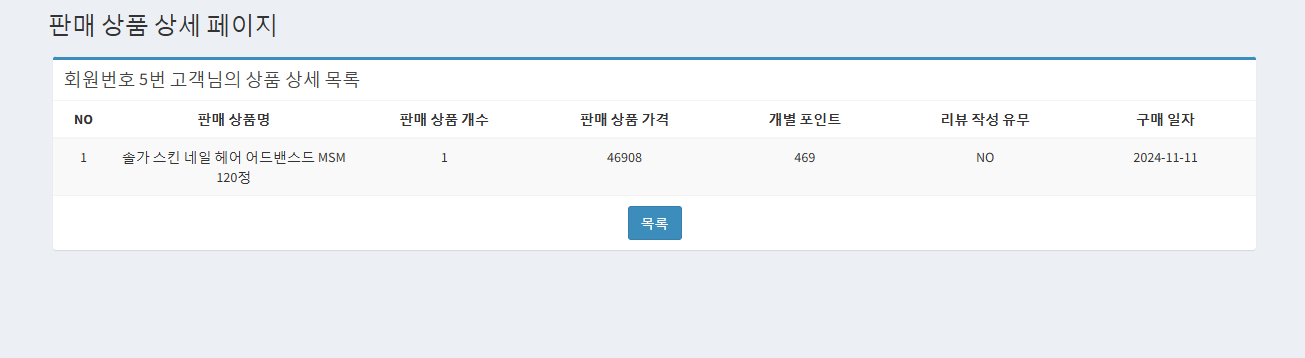 판매 상품 상세 페이지
회원번호 5번 고객님의 상품 상세 목록
NO 판매 상품명 판매 상품 개수 판매 상품 가격 개별 포인트 리뷰 작성 유무 구매 일자
1 솔가 스킨 네일 헤어 어드밴스드 MSM 1 46908 469 NO 2024-11-11
120정
목록